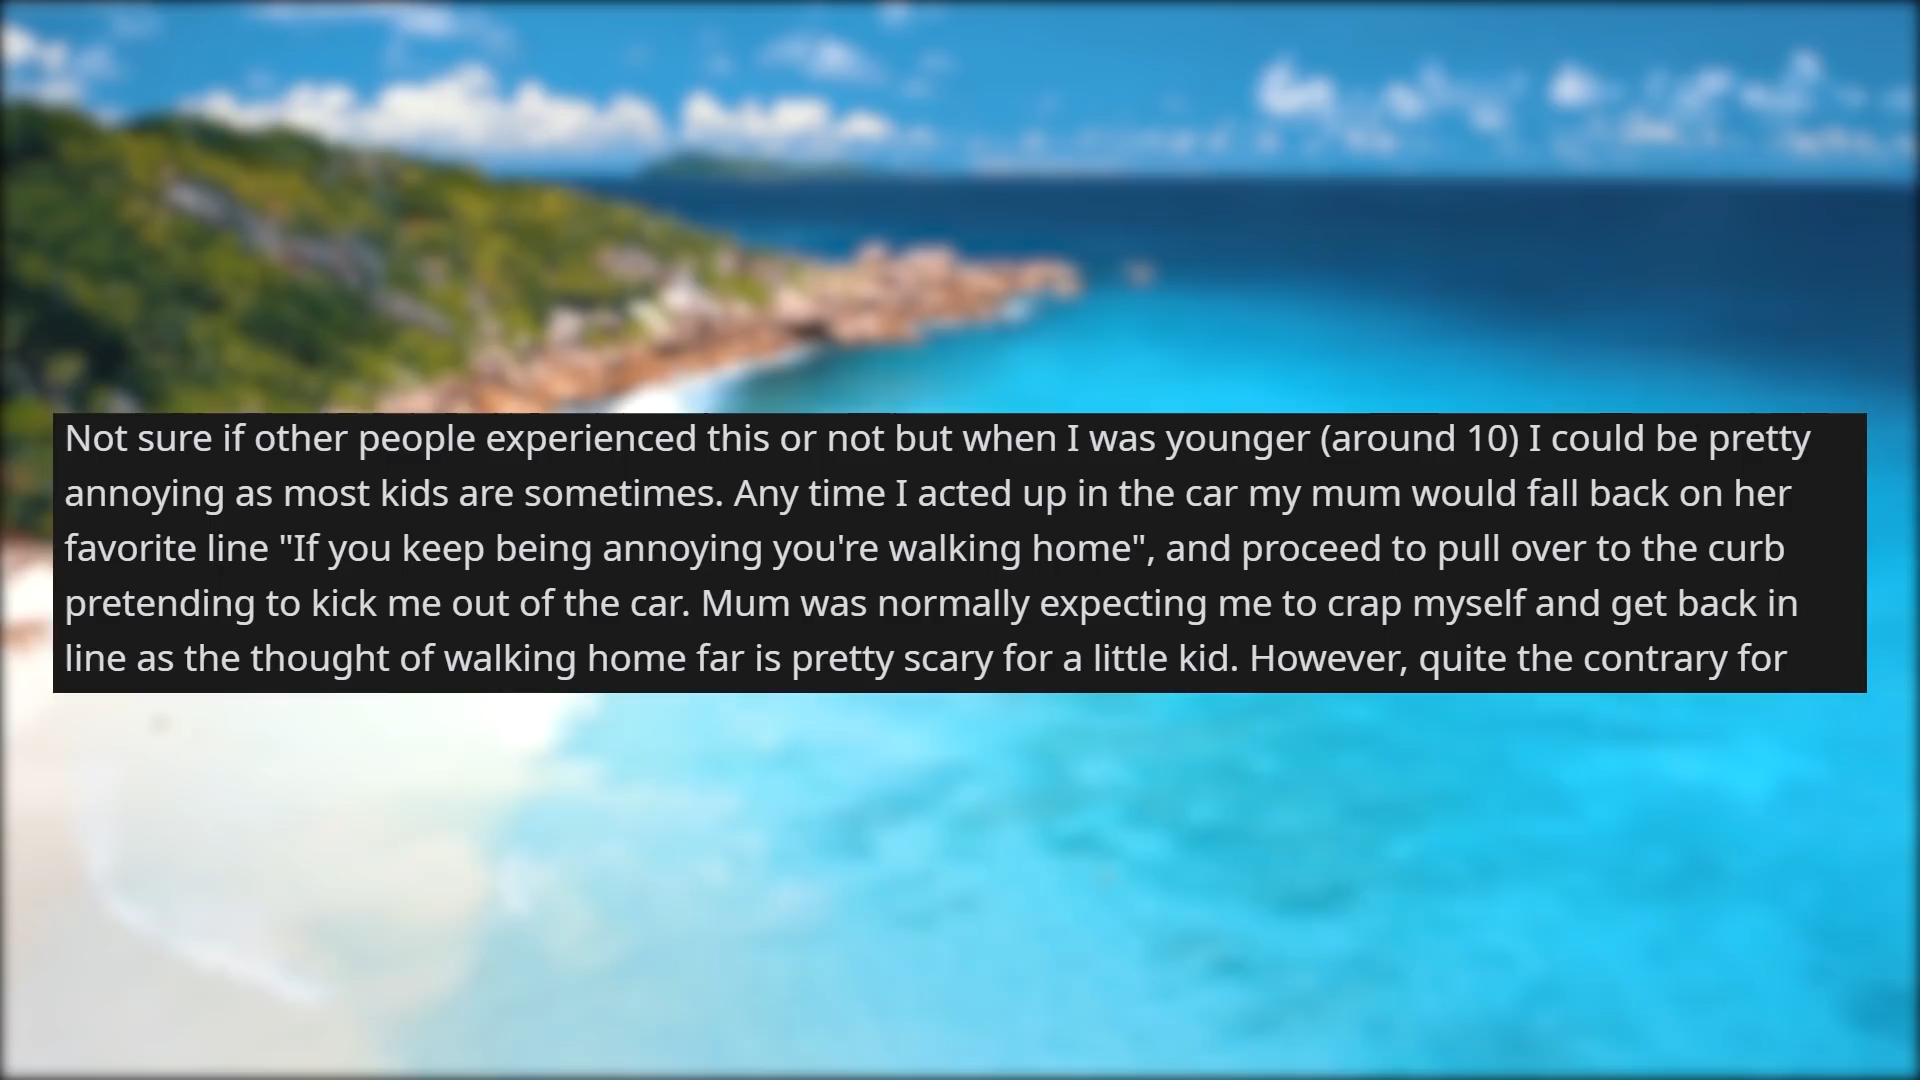 Not sure if other people experienced this or not but when I was younger (around 10) I could be pretty
annoying as most kids are sometimes. Any time I acted up in the car my mum would fall back on her
favorite line "If you keep being annoying you're walking home", and proceed to pull over to the curb
pretending to kick me out of the car. Mum was normally expecting me to crap myself and get back in
line as the thought of walking home far is pretty scary for a little kid. However, quite the contrary for